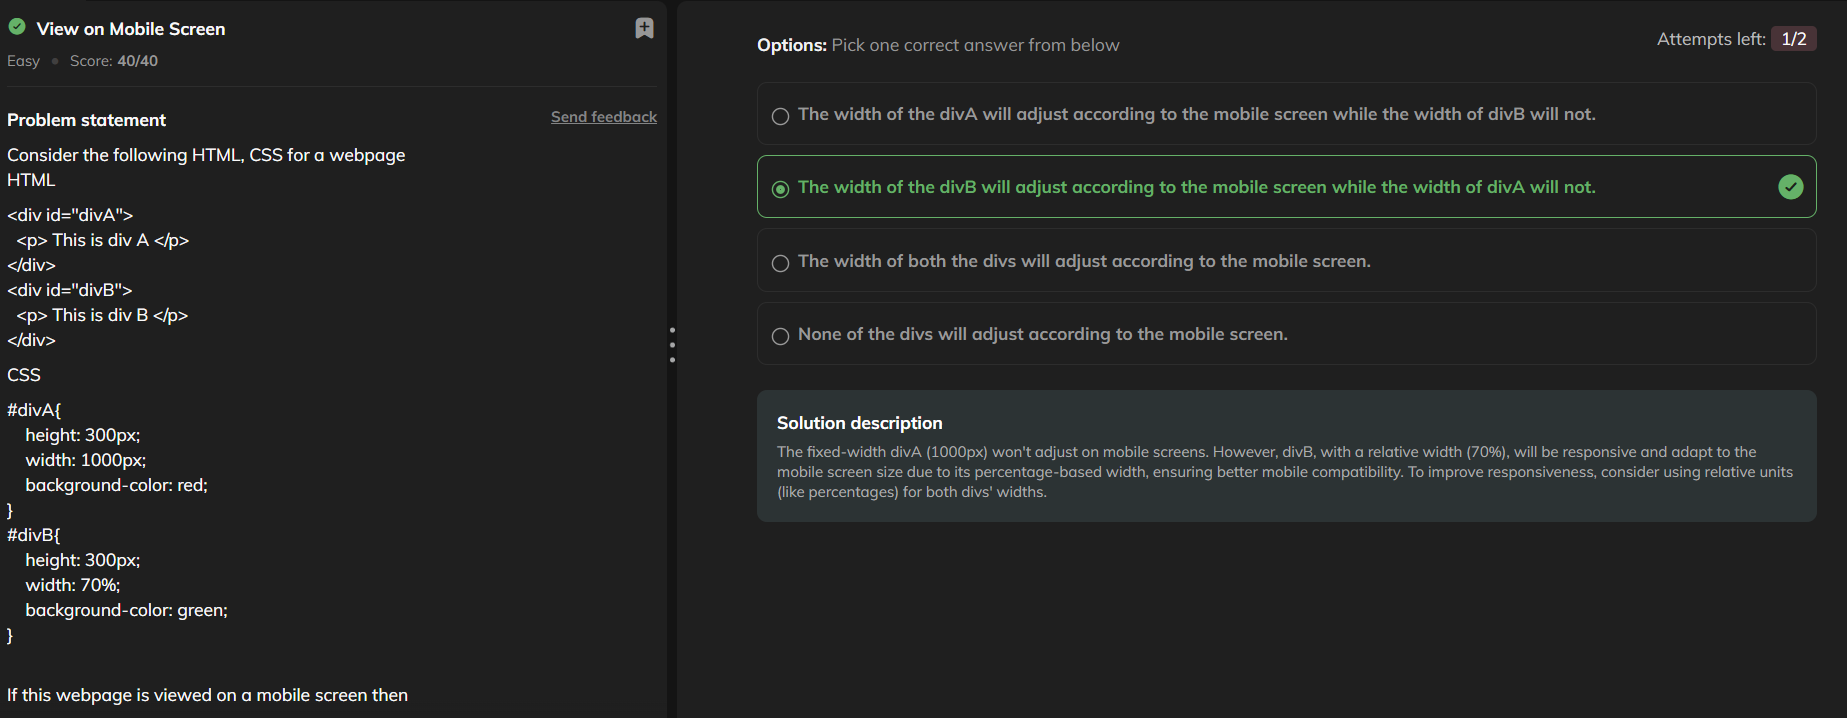 View on Mobile Screen
Easy • Score: 40/40
Problem statement
Send feedback
Consider the following HTML, CSS for a webpage
HTML
<div id="divA">
  <p> This is div A </p>
</div>
<div id="divB">
  <p> This is div B </p>
</div>
CSS
#divA{
    height: 300px;
    width: 1000px;
    background-color: red;
}
#divB{
    height: 300px;
    width: 70%;
    background-color: green;
}
If this webpage is viewed on a mobile screen then
Options: Pick one correct answer from below
Attempts left: 1/2
The width of the divA will adjust according to the mobile screen while the width of divB will not.
The width of the divB will adjust according to the mobile screen while the width of divA will not.
The width of both the divs will adjust according to the mobile screen.
None of the divs will adjust according to the mobile screen.
Solution description
The fixed-width divA (1000px) won't adjust on mobile screens. However, divB, with a relative width (70%), will be responsive and adapt to the
mobile screen size due to its percentage-based width, ensuring better mobile compatibility. To improve responsiveness, consider using relative units
(like percentages) for both divs' widths.